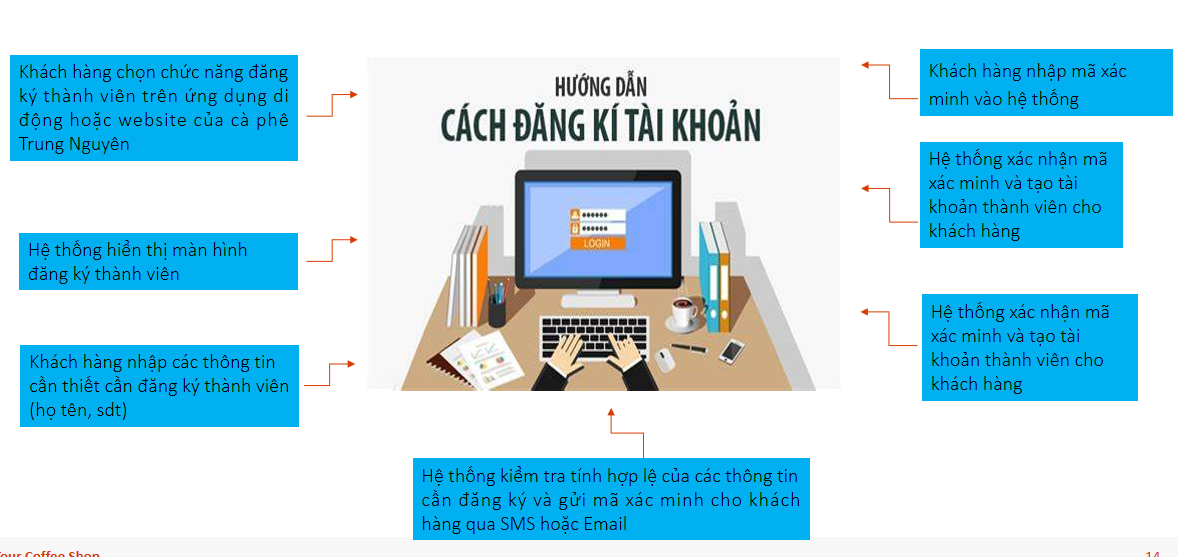 Khách hàng chọn chức năng đăng
ký thành viên trên ứng dụng di
động hoặc website của cà phê
Trung Nguyên
Hệ thống hiển thị màn hình
đăng ký thành viên
Khách hàng nhập các thông tin
cần thiết cần đăng ký thành viên
(họ tên, sdt)
HƯỚNG DẪN
CÁCH ĐĂNG KÍ TÀI KHOẢN
LOGIN
Hệ thống kiểm tra tính hợp lệ của các thông tin
cần đăng ký và gửi mã xác minh cho khách
hàng qua SMS hoặc Email
Khách hàng nhập mã xác
minh vào hệ thống
Hệ thống xác nhận mã
xác minh và tạo tài
khoản thành viên cho
khách hàng
Hệ thống xác nhận mã
xác minh và tạo tài
khoản thành viên cho
khách hàng
Your Coffee Shop
14